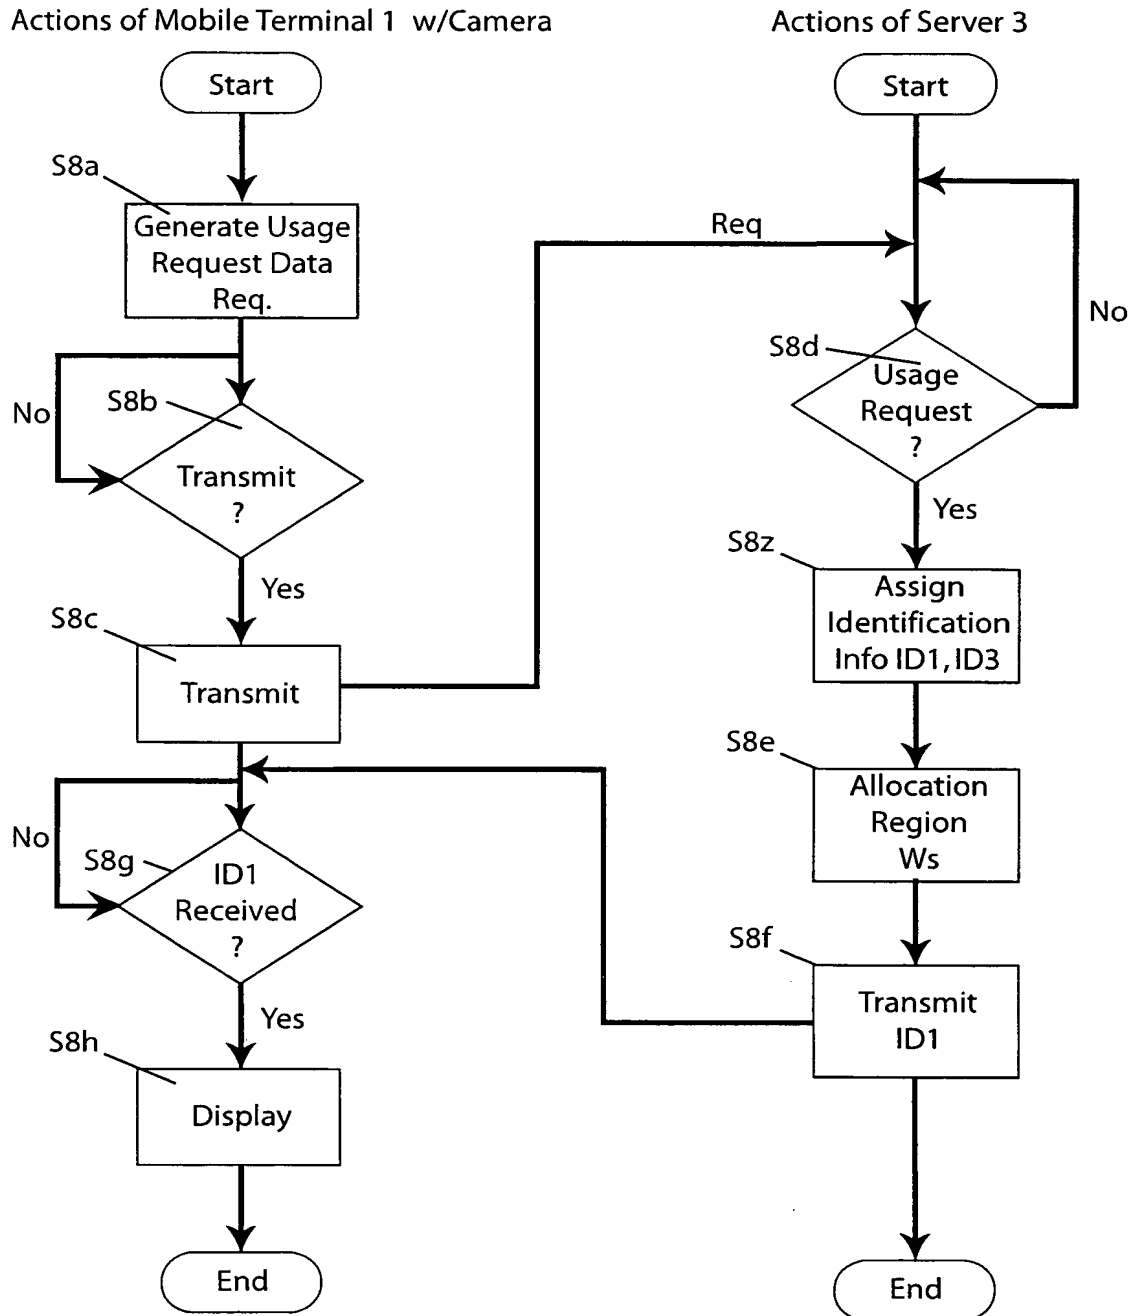 Actions of Mobile Terminal 1 w/Camera
Start
S8a
Generate Usage
Request Data
Req.
No
S8b
Transmit
?
Yes
S8c
Transmit
No
S8g
ID1
Received
?
Yes
S8h
Display
End
Actions of Server 3
Start
Req
No
S8d
Usage
Request
?
Yes
S8z
Assign
Identification
Info ID1, ID3
S8e
Allocation
Region
Ws
S8f
Transmit
ID1
End